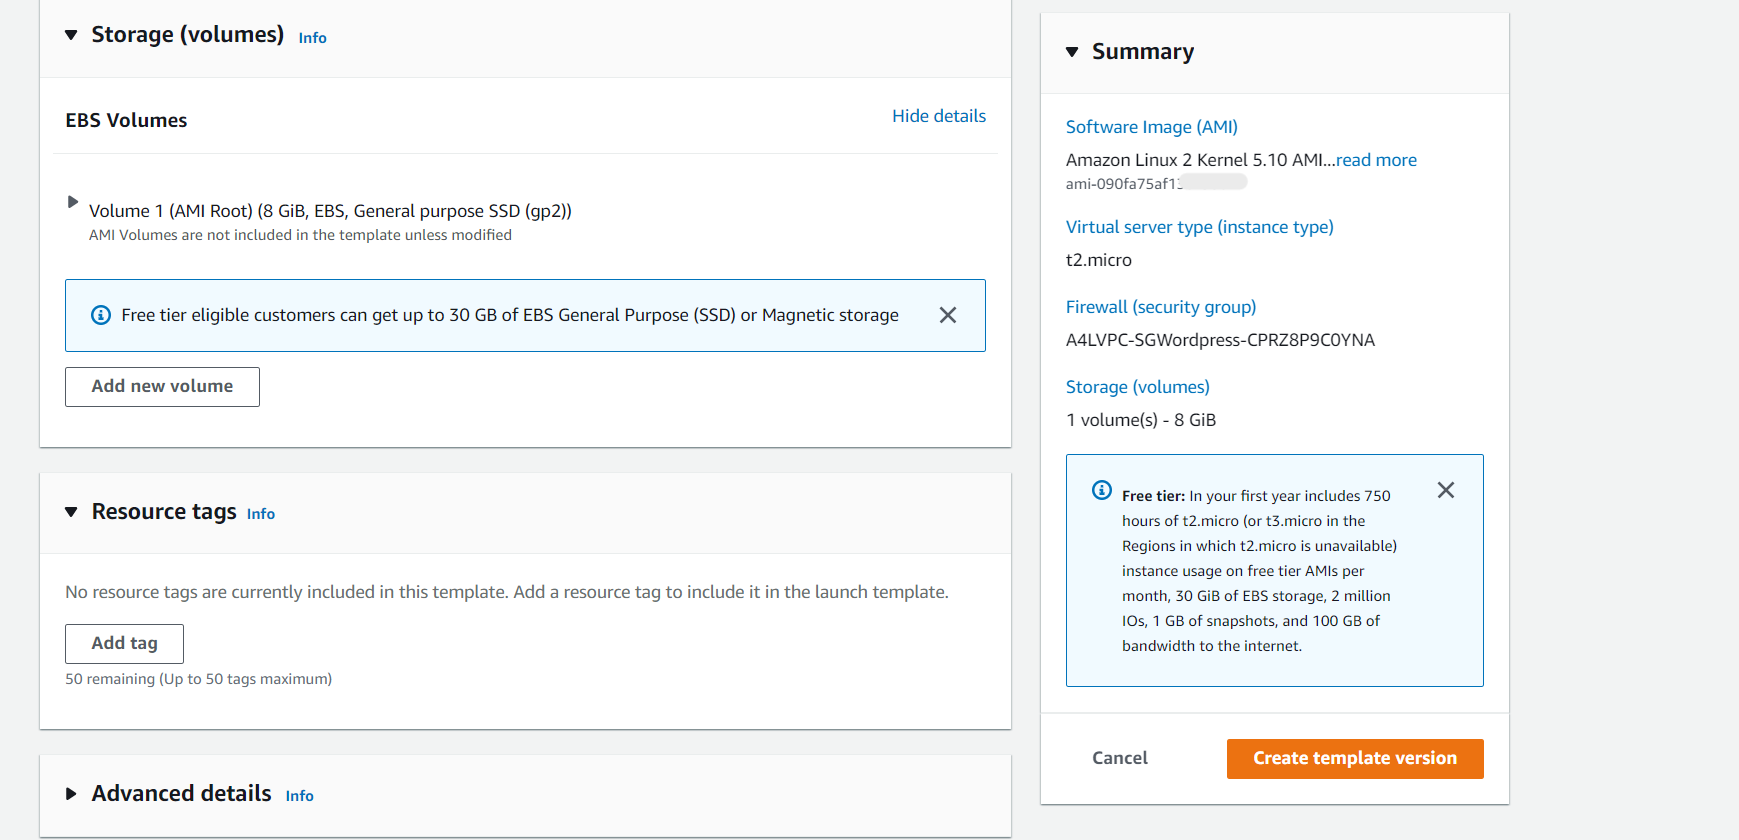 Storage (volumes) Info
EBS Volumes
Hide details
Volume 1 (AMI Root) (8 GiB, EBS, General purpose SSD (gp2))
AMI Volumes are not included in the template unless modified
Free tier eligible customers can get up to 30 GB of EBS General Purpose (SSD) or Magnetic storage
Add new volume
Resource tags Info
No resource tags are currently included in this template. Add a resource tag to include it in the launch template.
Add tag
50 remaining (Up to 50 tags maximum)
Advanced details Info
Summary
Software Image (AMI)
Amazon Linux 2 Kernel 5.10 AMI...read more
ami-090fa75af1
Virtual server type (instance type)
t2.micro
Firewall (security group)
A4LVPC-SGWordpress-CPRZ8P9C0YNA
Storage (volumes)
1 volume(s) - 8 GiB
Free tier: In your first year includes 750
hours of t2.micro (or t3.micro in the
Regions in which t2.micro is unavailable)
instance usage on free tier AMIs per
month, 30 GiB of EBS storage, 2 million
IOs, 1 GB of snapshots, and 100 GB of
bandwidth to the internet.
Cancel
Create template version